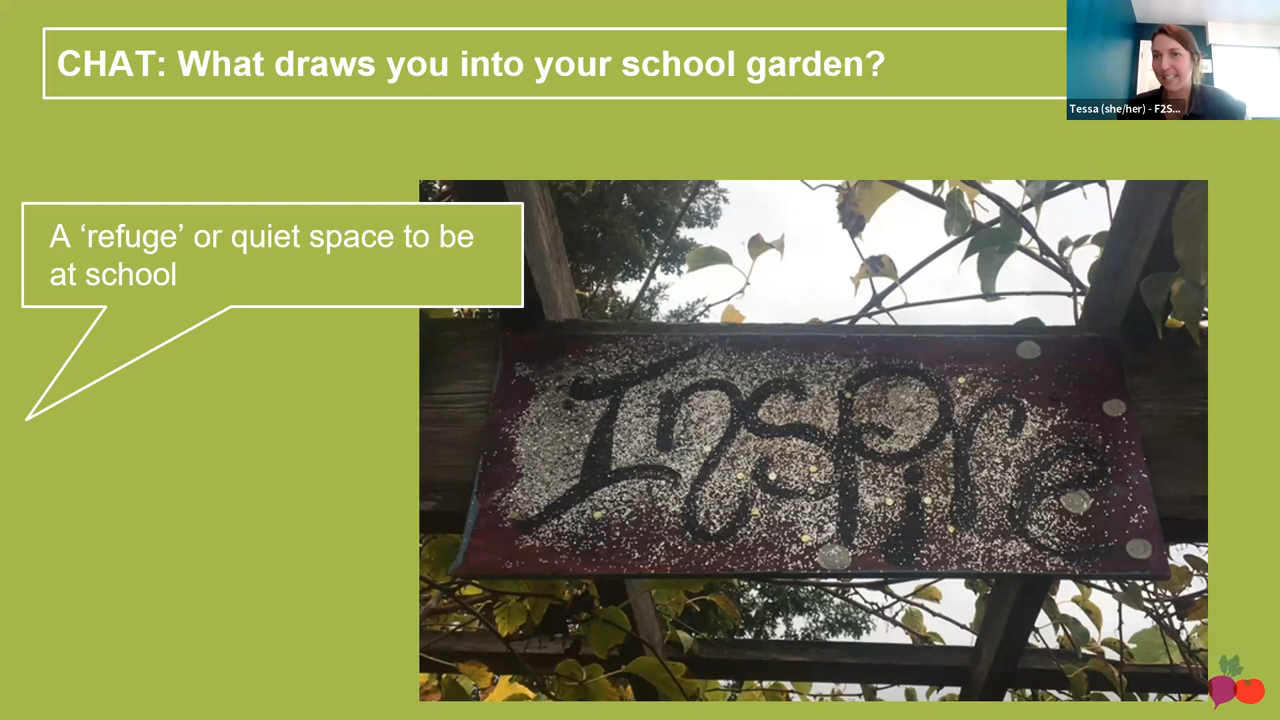 CHAT: What draws you into your school garden?
Tessa (she/her) - F2S...
A ‘refuge’ or quiet space to be
at school
Inspire